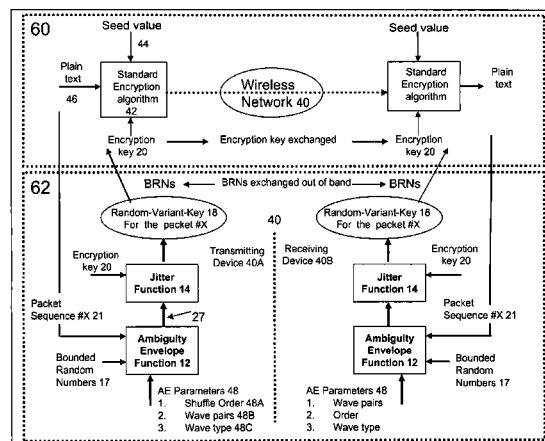 60
Seed value
44
Seed value
Plain
text
46
Standard
Encryption
algorithm
42
Wireless
Network 40
Standard
Encryption
algorithm
Plain
text
Encryption
key 20
Encryption key exchanged
Encryption
key 20
62
BRNs
BRNs exchanged out of band
BRNs
Random-Variant-Key 18
For the packet #X
40
Random-Variant-Key 18
For the packet #X
Encryption
key 20
Jitter
Function 14
Transmitting
Device 40A
Receiving
Device 40B
Jitter
Function 14
Encryption
key 20
27
Packet
Sequence #X 21
Ambiguity
Envelope
Function 12
Packet
Sequence #X 21
Ambiguity
Envelope
Function 12
Bounded
Random
Numbers 17
Bounded
Random
Numbers 17
AE Parameters 48
1. Shuffle Order 48A
2. Wave pairs 48B
3. Wave type 48C
AE Parameters 48
1. Wave pairs
2. Order
3. Wave type